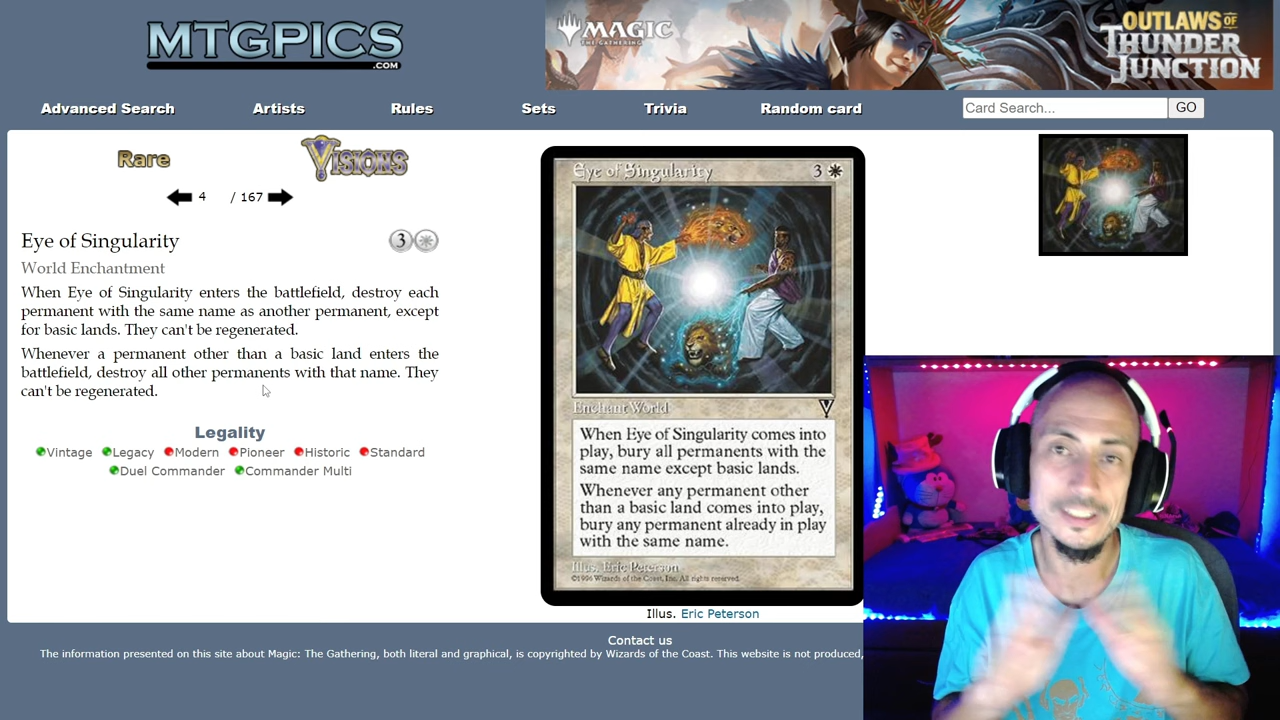 MTGPICS
.COM
MAGIC
THE GATHERING
OUTLAWS OF
THUNDER
JUNCTION
Advanced Search
Artists
Rules
Sets
Trivia
Random card
Card Search...
GO
Rare
VISIONS
4 / 167
Eye of Singularity
3
World Enchantment
When Eye of Singularity enters the battlefield, destroy each
permanent with the same name as another permanent, except
for basic lands. They can't be regenerated.
Whenever a permanent other than a basic land enters the
battlefield, destroy all other permanents with that name. They
can't be regenerated.
Legality
Vintage Legacy Modern Pioneer Historic Standard
Duel Commander Commander Multi
Eye of Singularity 3
Enchant World
When Eye of Singularity comes into
play, bury all permanents with the
same name except basic lands.
Whenever any permanent other
than a basic land comes into play,
bury any permanent already in play
with the same name.
Illus. Eric Peterson
©1996 Wizards of the Coast, Inc. All rights reserved.
Illus. Eric Peterson
Contact us
The information presented on this site about Magic: The Gathering, both literal and graphical, is copyrighted by Wizards of the Coast. This website is not produced,